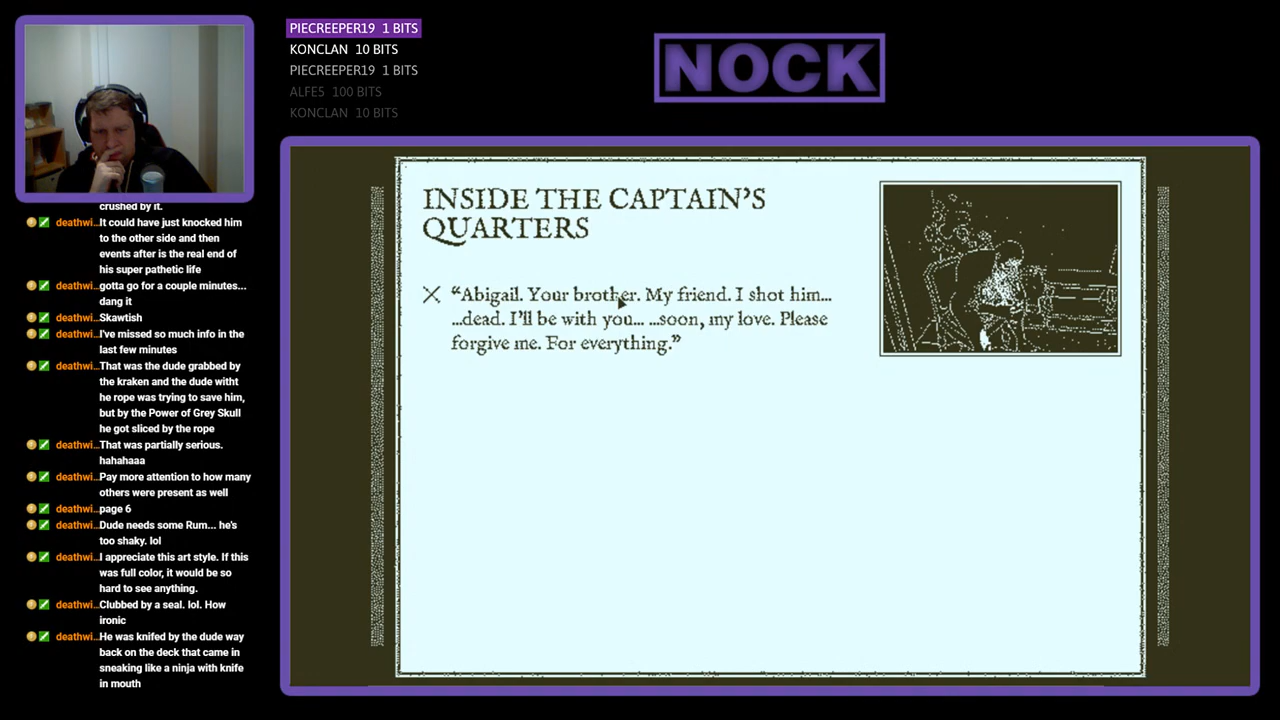 PIECREEPER19 1 BITS
KONCLAN 10 BITS
PIECREEPER19 1 BITS
ALFE5 100 BITS
KONCLAN 10 BITS
NOCK
crushed by it.
deathwi... It could have just knocked him
to the other side and then
events after is the real end of
his super pathetic life
deathwi... gotta go for a couple minutes...
dang it
deathwi... Skawtish
deathwi... I've missed so much info in the
last few minutes
deathwi... That was the dude grabbed by
the kraken and the dude witht
he rope was trying to save him,
but by the Power of Grey Skull
he got sliced by the rope
deathwi... That was partially serious.
hahahaaa
deathwi... Pay more attention to how many
others were present as well
deathwi... page 6
deathwi... Dude needs some Rum... he's
too shaky. lol
deathwi... I appreciate this art style. If this
was full color, it would be so
hard to see anything.
deathwi... Clubbed by a seal. lol. How
ironic
deathwi... He was knifed by the dude way
back on the deck that came in
sneaking like a ninja with knife
in mouth
INSIDE THE CAPTAIN'S
QUARTERS
“Abigail. Your brother. My friend. I shot him...
...dead. I'll be with you... ...soon, my love. Please
forgive me. For everything.”